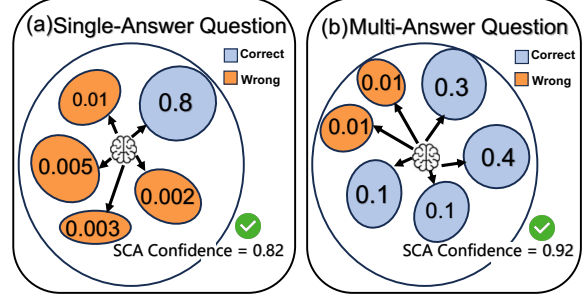 (a)Single-Answer Question
Correct
Wrong
0.01
0.8
0.005
0.002
0.003
SCA Confidence = 0.82
(b)Multi-Answer Question
Correct
Wrong
0.01
0.3
0.01
0.4
0.1
0.1
SCA Confidence = 0.92